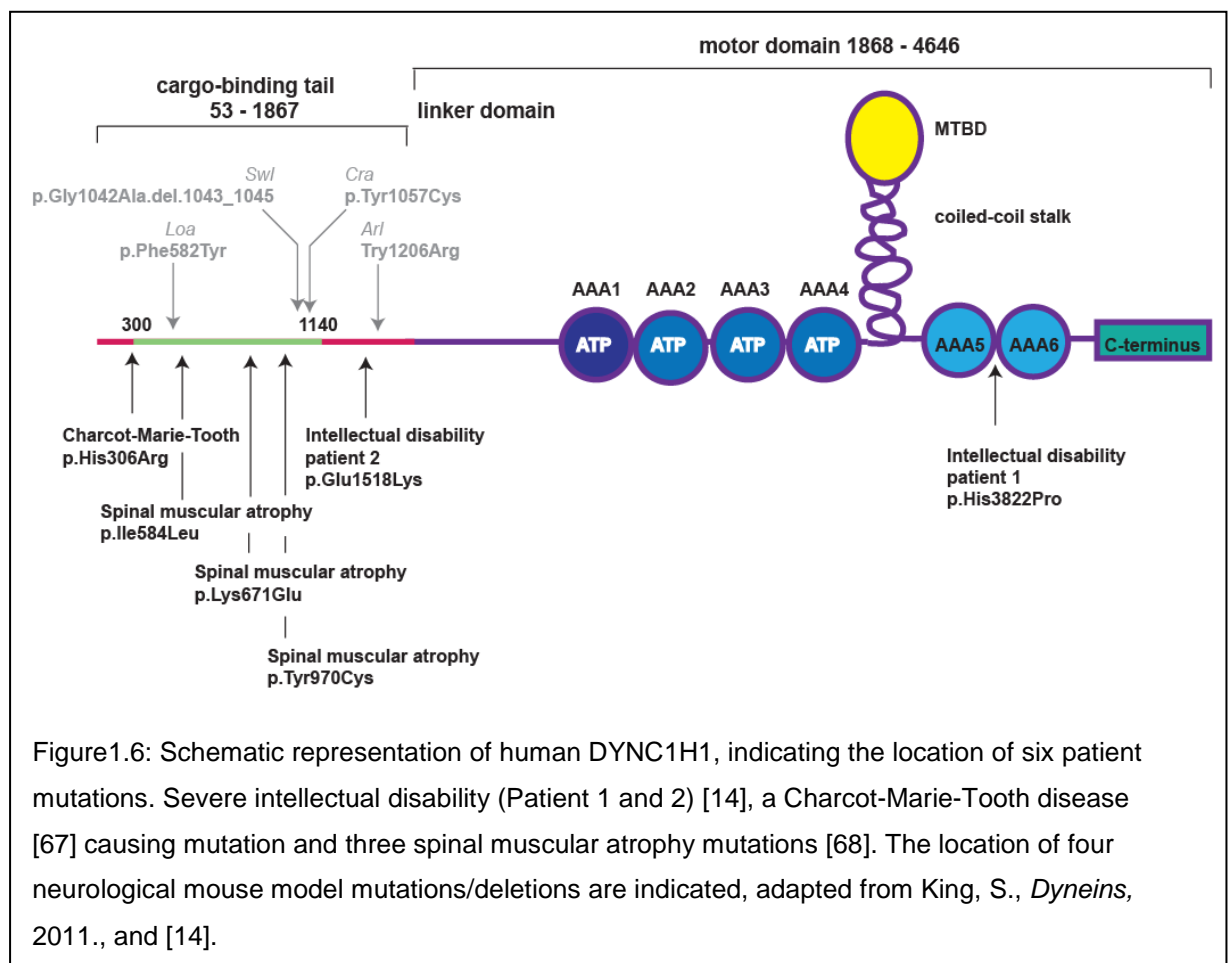 motor domain 1868 - 4646
cargo-binding tail
53 - 1867
linker domain
MTBD
Swl
p.Gly1042Ala.del.1043_1045
Cra
p.Tyr1057Cys
coiled-coil stalk
Loa
p.Phe582Tyr
Arl
Try1206Arg
AAA1
AAA2
AAA3
AAA4
300
1140
ATP
ATP
ATP
ATP
AAA5
AAA6
C-terminus
Charcot-Marie-Tooth
p.His306Arg
Intellectual disability
patient 2
p.Glu1518Lys
Intellectual disability
patient 1
p.His3822Pro
Spinal muscular atrophy
p.Ile584Leu
Spinal muscular atrophy
p.Lys671Glu
Spinal muscular atrophy
p.Tyr970Cys
Figure1.6: Schematic representation of human DYNC1H1, indicating the location of six patient
mutations. Severe intellectual disability (Patient 1 and 2) [14], a Charcot-Marie-Tooth disease
[67] causing mutation and three spinal muscular atrophy mutations [68]. The location of four
neurological mouse model mutations/deletions are indicated, adapted from King, S., Dyneins,
2011., and [14].